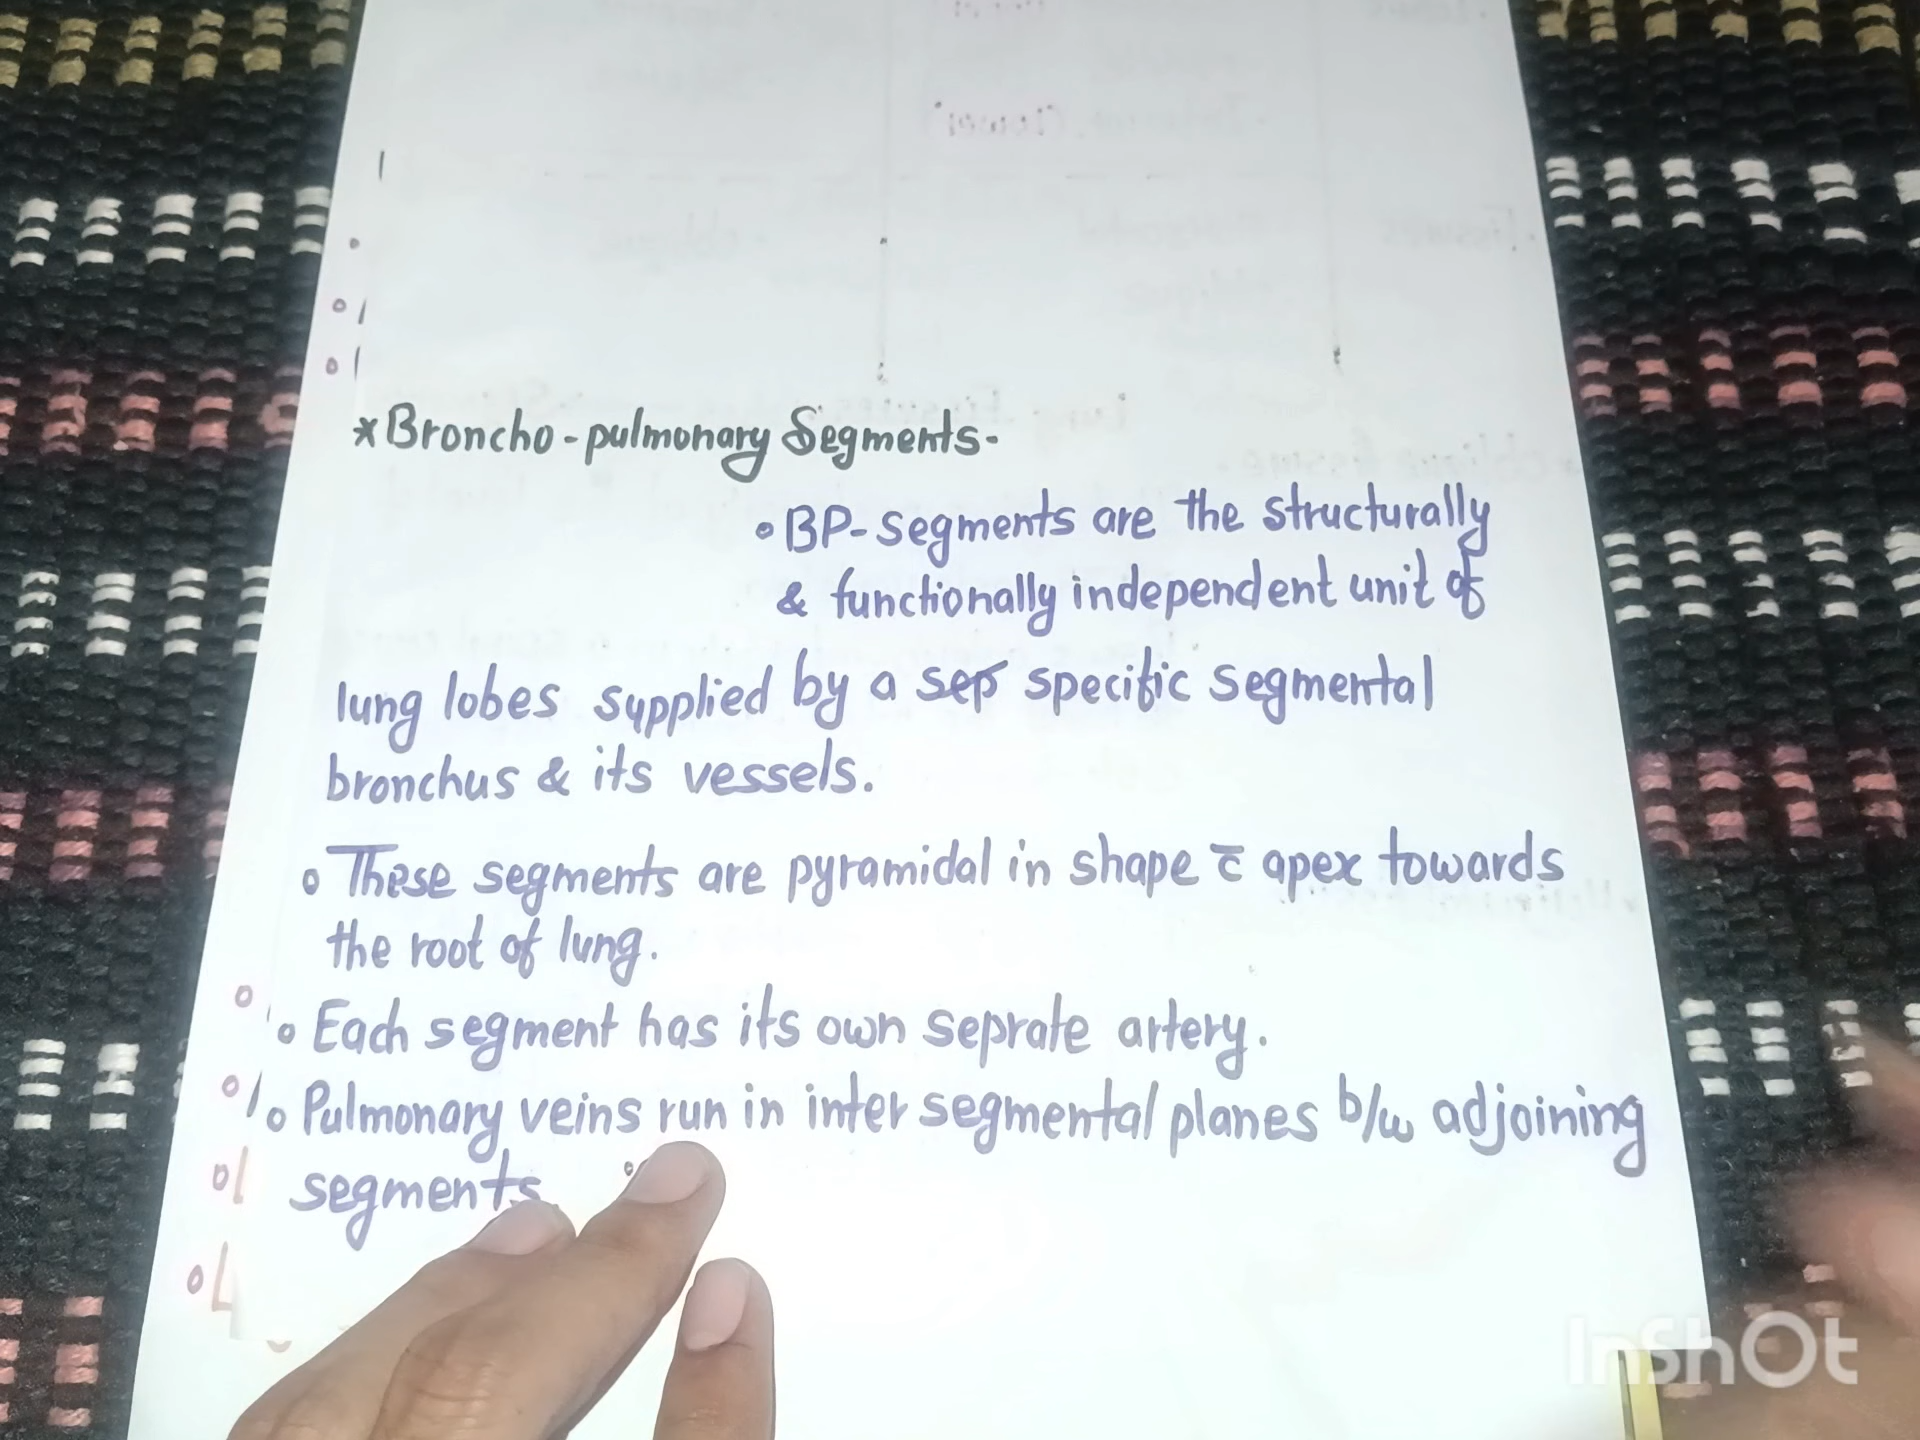 *Broncho-pulmonary Segments-
• BP-segments are the structurally
& functionally independent unit of
lung lobes supplied by a sep specific segmental
bronchus & its vessels.
• These segments are pyramidal in shape c̄ apex towards
the root of lung.
• Each segment has its own seprate artery.
• Pulmonary veins run in inter segmental planes b/w adjoining
segments
InShOt